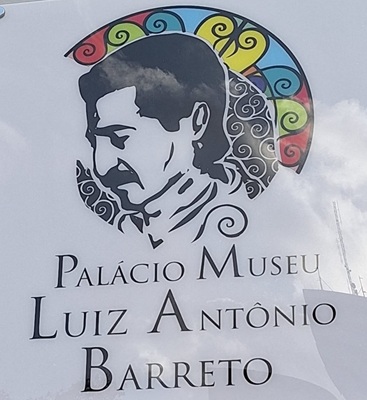 PALÁCIO MUSEU
LUIZ ANTÔNIO
BARRETO